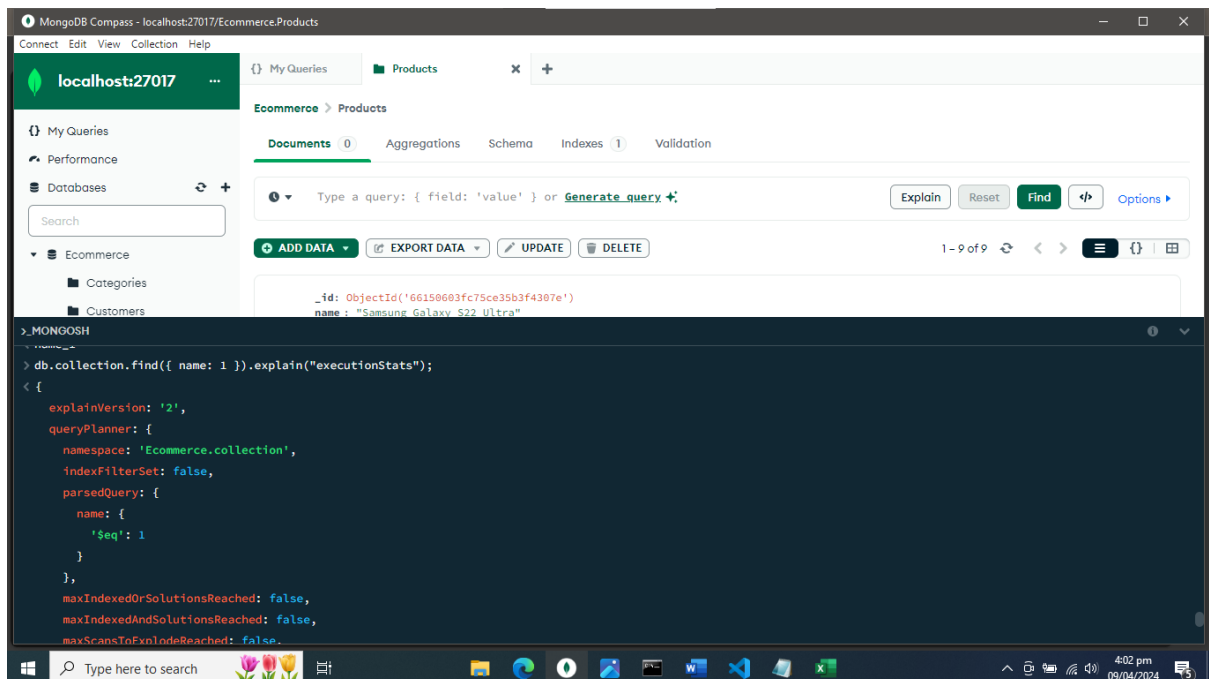 MongoDB Compass - localhost:27017/Ecommerce.Products
Connect Edit View Collection Help
localhost:27017 ...
{} My Queries
Products
Ecommerce > Products
{} My Queries
Performance
Databases
Search
Ecommerce
Categories
Customers
Documents 0 Aggregations Schema Indexes 1 Validation
Type a query: { field: 'value' } or Generate query
Explain Reset Find </> Options
ADD DATA EXPORT DATA UPDATE DELETE
1 – 9 of 9 {}
_id: ObjectId('66150603fc75ce35b3f4307e')
name : "Samsung Galaxy S22 Ultra"
>_MONGOSH
< name_1
> db.collection.find({ name: 1 }).explain("executionStats");
< {
explainVersion: '2',
queryPlanner: {
namespace: 'Ecommerce.collection',
indexFilterSet: false,
parsedQuery: {
name: {
'$eq': 1
}
},
maxIndexedOrSolutionsReached: false,
maxIndexedAndSolutionsReached: false,
maxScansToExplodeReached: false,
Type here to search
4:02 pm
09/04/2024
5